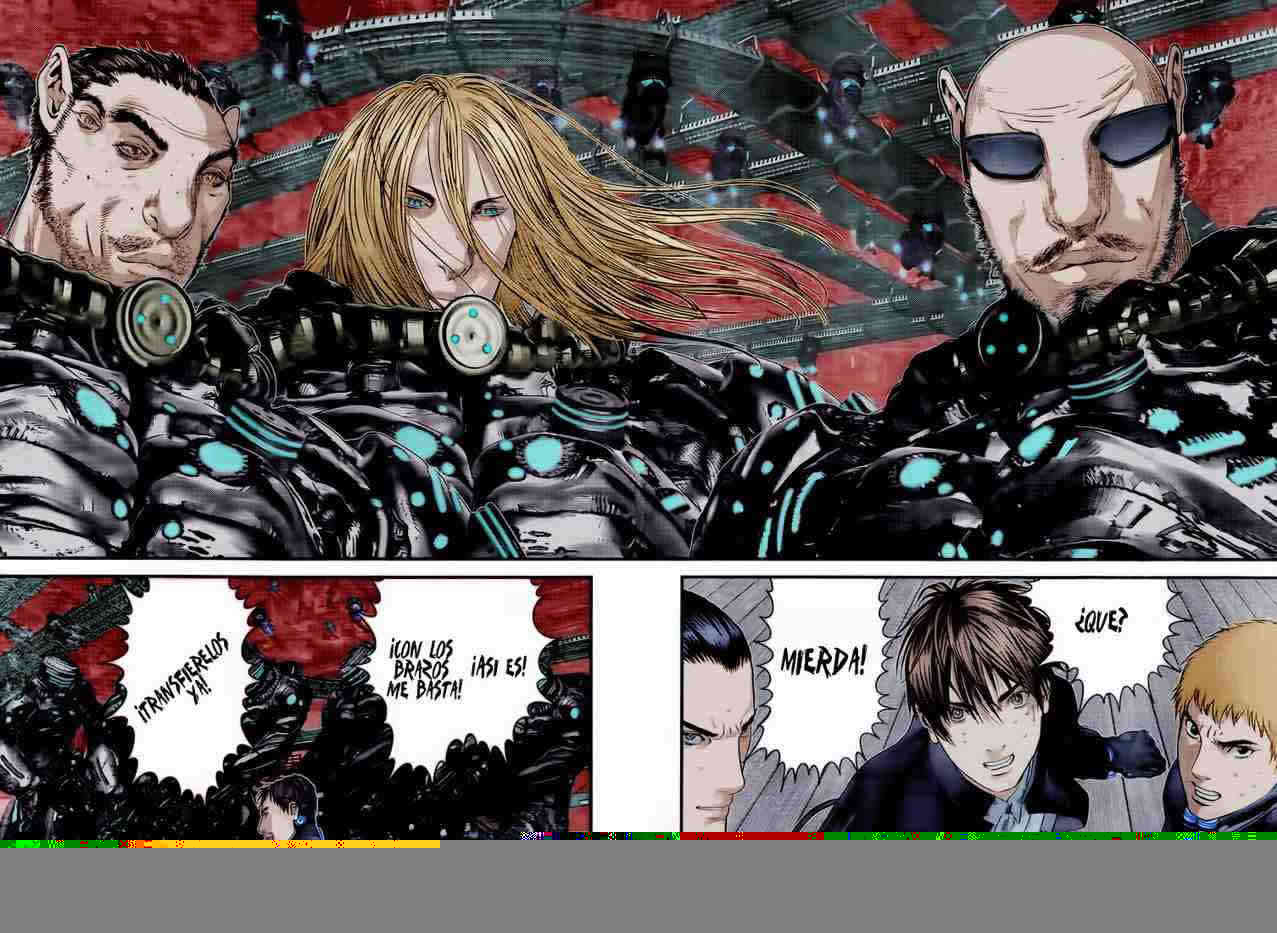 ¿QUE?
MIERDA!
¡ASI ES!
¡CON LOS
BRAZOS
ME BASTA!
¡TRANSFIERELOS
YA!